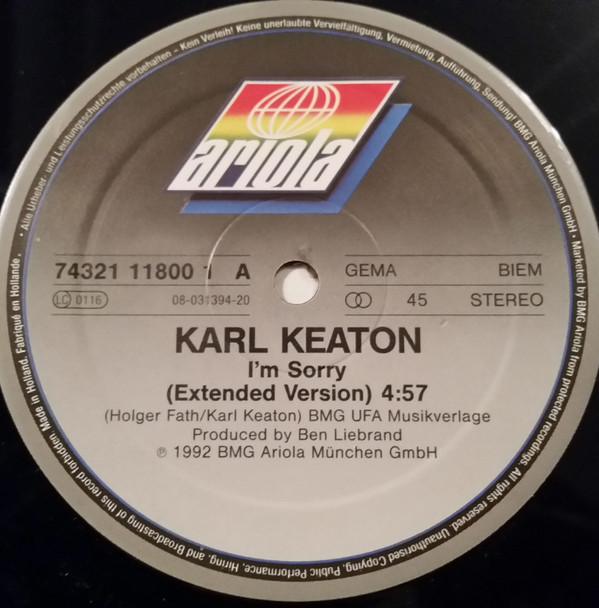 • Alle Urheber- und Leistungsschutzrechte vorbehalten – Kein Verleih! Keine unerlaubte Vervielfältigung, Vermietung, Aufführung, Sendung! BMG Ariola München GmbH • Marketed by BMG Ariola from protected recordings. All rights reserved. Unauthorised Copying, Public Performance, Hiring, and Broadcasting of this record forbidden. Made in Holland. Fabriqué en Hollande.
ariola
74321 11800 1 A
GEMA BIEM
LC 0116 08-031394-20
45 STEREO
KARL KEATON
I'm Sorry
(Extended Version) 4:57
(Holger Fath/Karl Keaton) BMG UFA Musikverlage
Produced by Ben Liebrand
℗ 1992 BMG Ariola München GmbH